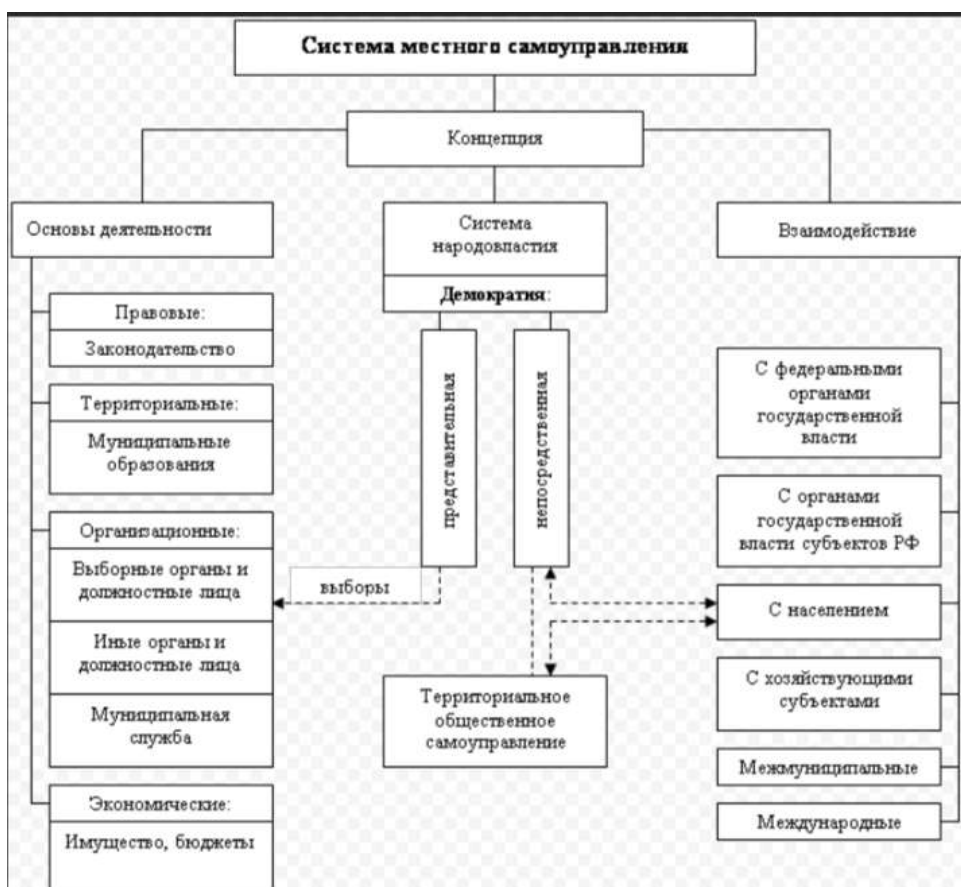 Система местного самоуправления
Концепция
Основы деятельности
Правовые:
Законодательство
Территориальные:
Муниципальные
образования
Организационные:
Выборные органы и
должностные лица
Иные органы и
должностные лица
Муниципальная
служба
Экономические:
Имущество, бюджеты
Система
народовластия
Демократия:
представительная
непосредственная
выборы
Территориальное
общественное
самоуправление
Взаимодействие
С федеральными
органами
государственной
власти
С органами
государственной
власти субъектов РФ
С населением
С хозяйствующими
субъектами
Межмуниципальные
Международные